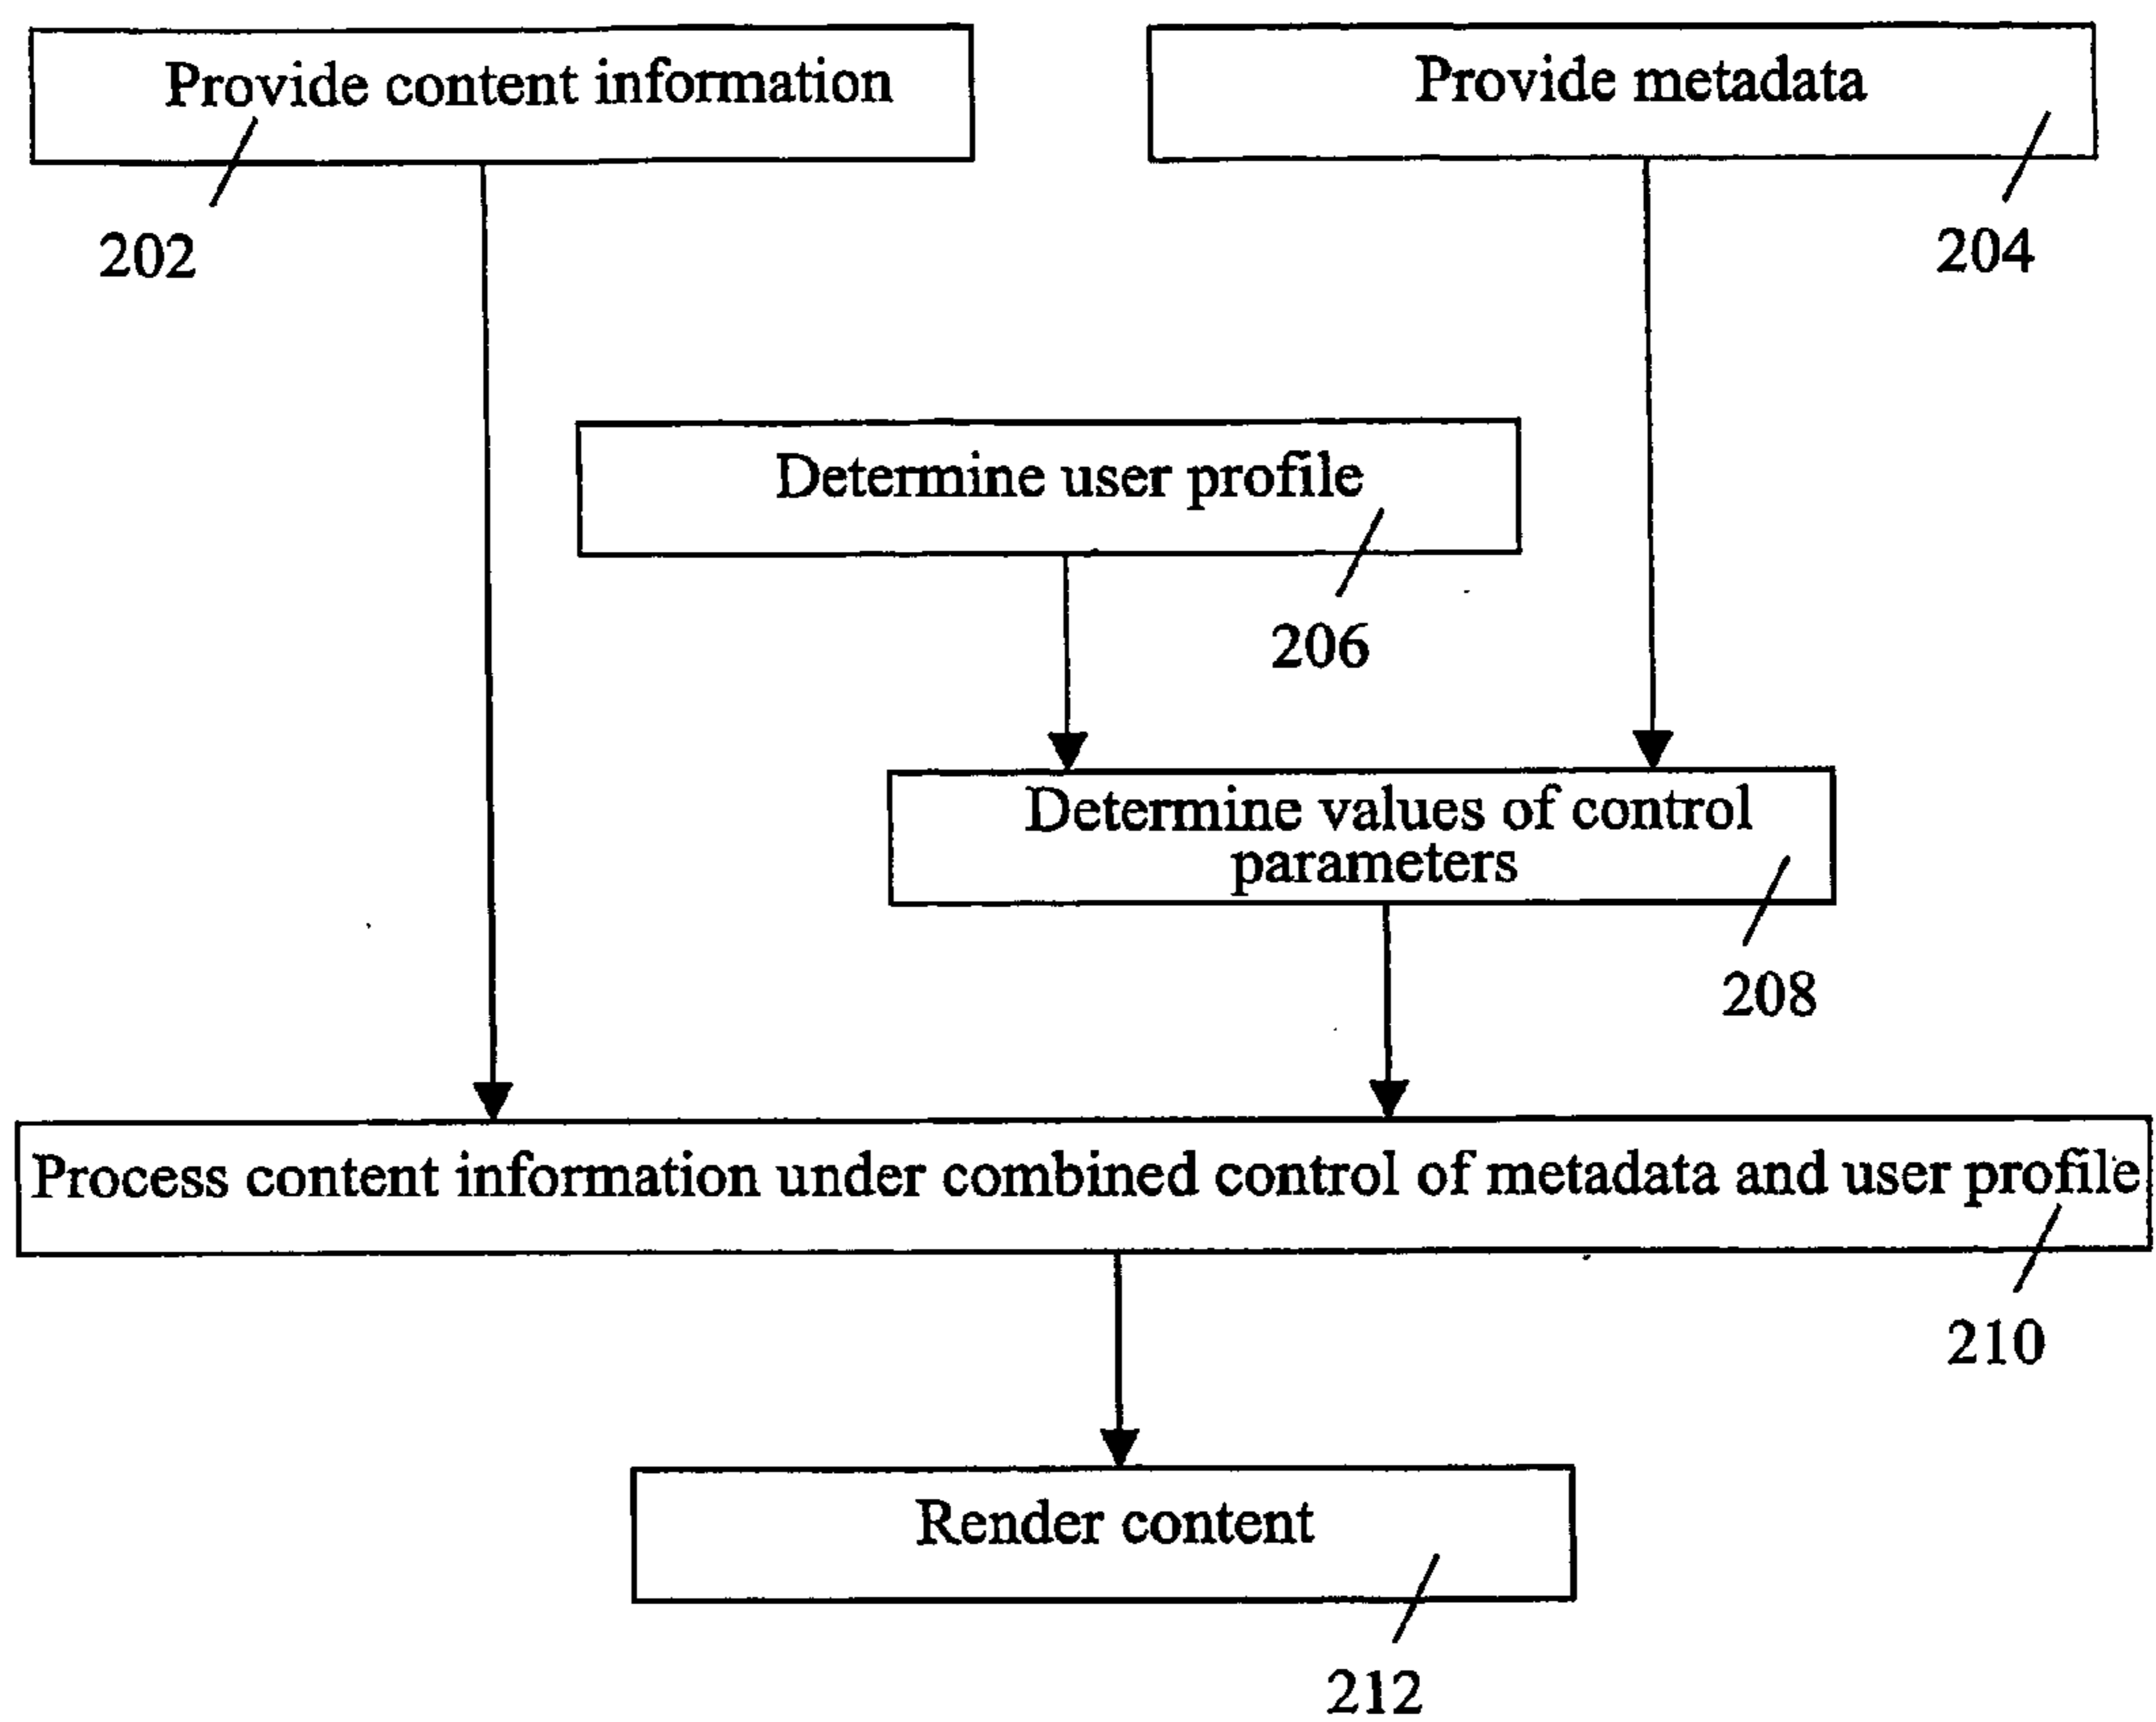 Provide content information
Provide metadata
202
204
Determine user profile
206
Determine values of control
parameters
208
Process content information under combined control of metadata and user profile
210
Render content
212